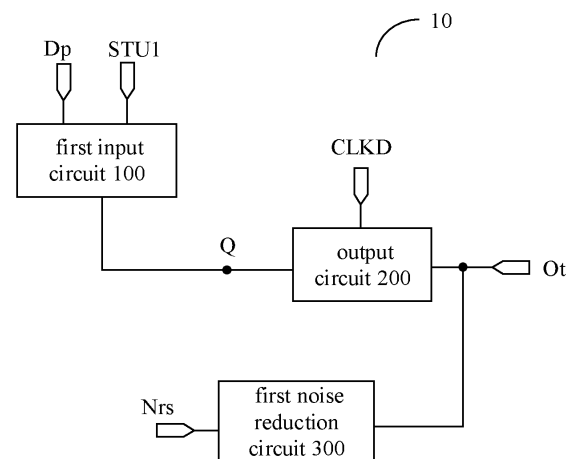 10
Dp STU1
first input
circuit 100
CLKD
Q
output
circuit 200
Ot
Nrs
first noise
reduction
circuit 300